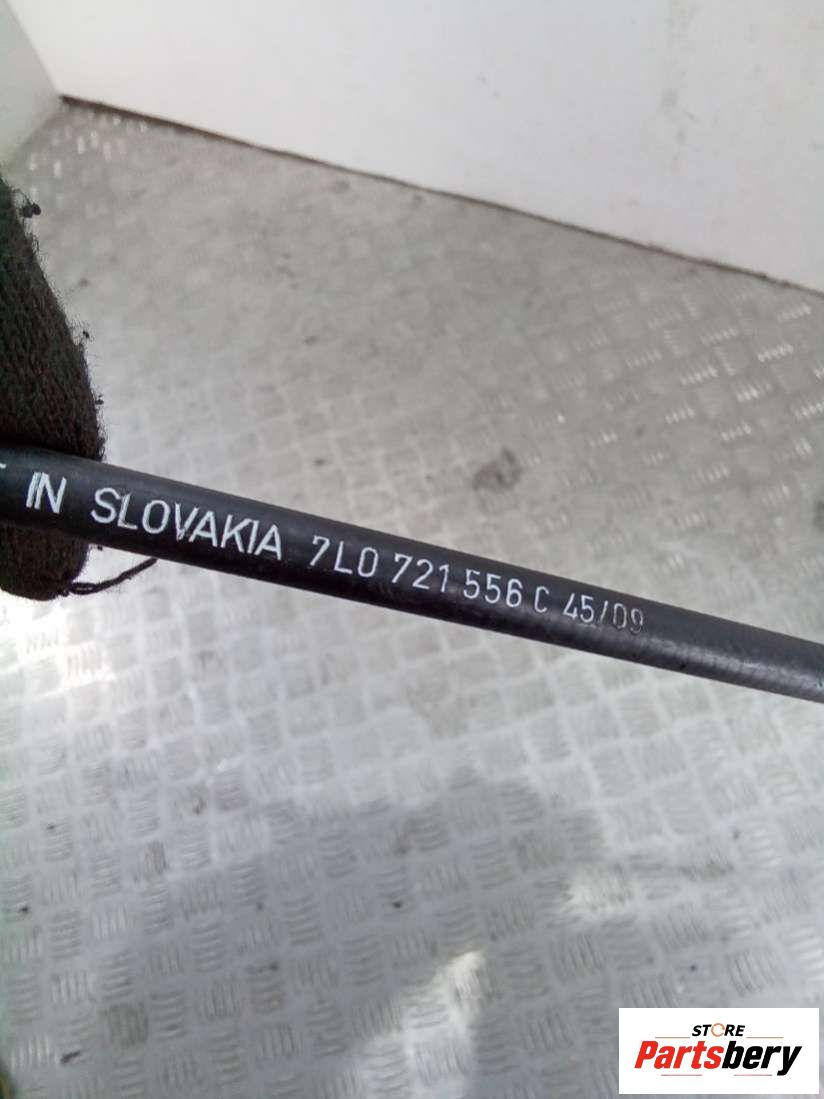 IN SLOVAKIA 7L0 721 556 C 45/09
STORE
Partsbery